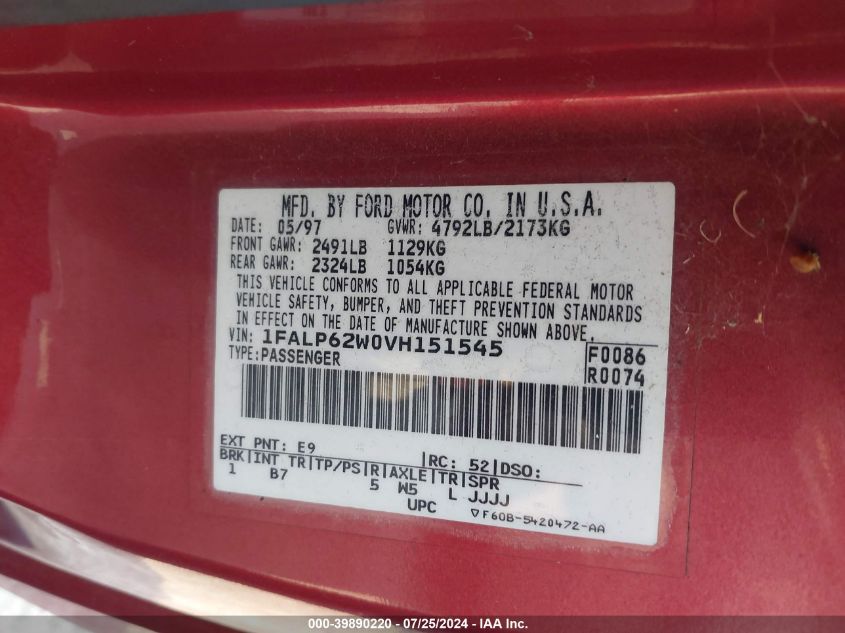 MFD. BY FORD MOTOR CO. IN U.S.A.
DATE: 05/97 GVWR: 4792LB/2173KG
FRONT GAWR: 2491LB 1129KG
REAR GAWR: 2324LB 1054KG
THIS VEHICLE CONFORMS TO ALL APPLICABLE FEDERAL MOTOR
VEHICLE SAFETY, BUMPER, AND THEFT PREVENTION STANDARDS
IN EFFECT ON THE DATE OF MANUFACTURE SHOWN ABOVE.
VIN: 1FALP62W0VH151545 F0086
TYPE:PASSENGER R0074
EXT PNT: E9 RC: 52 DSO:
BRK INT TR TP/PS R AXLE TR SPR
1 B7 5 W5 L JJJJ
UPC ▽F60B-5420472-AA
000-39890220 - 07/25/2024 - IAA Inc.